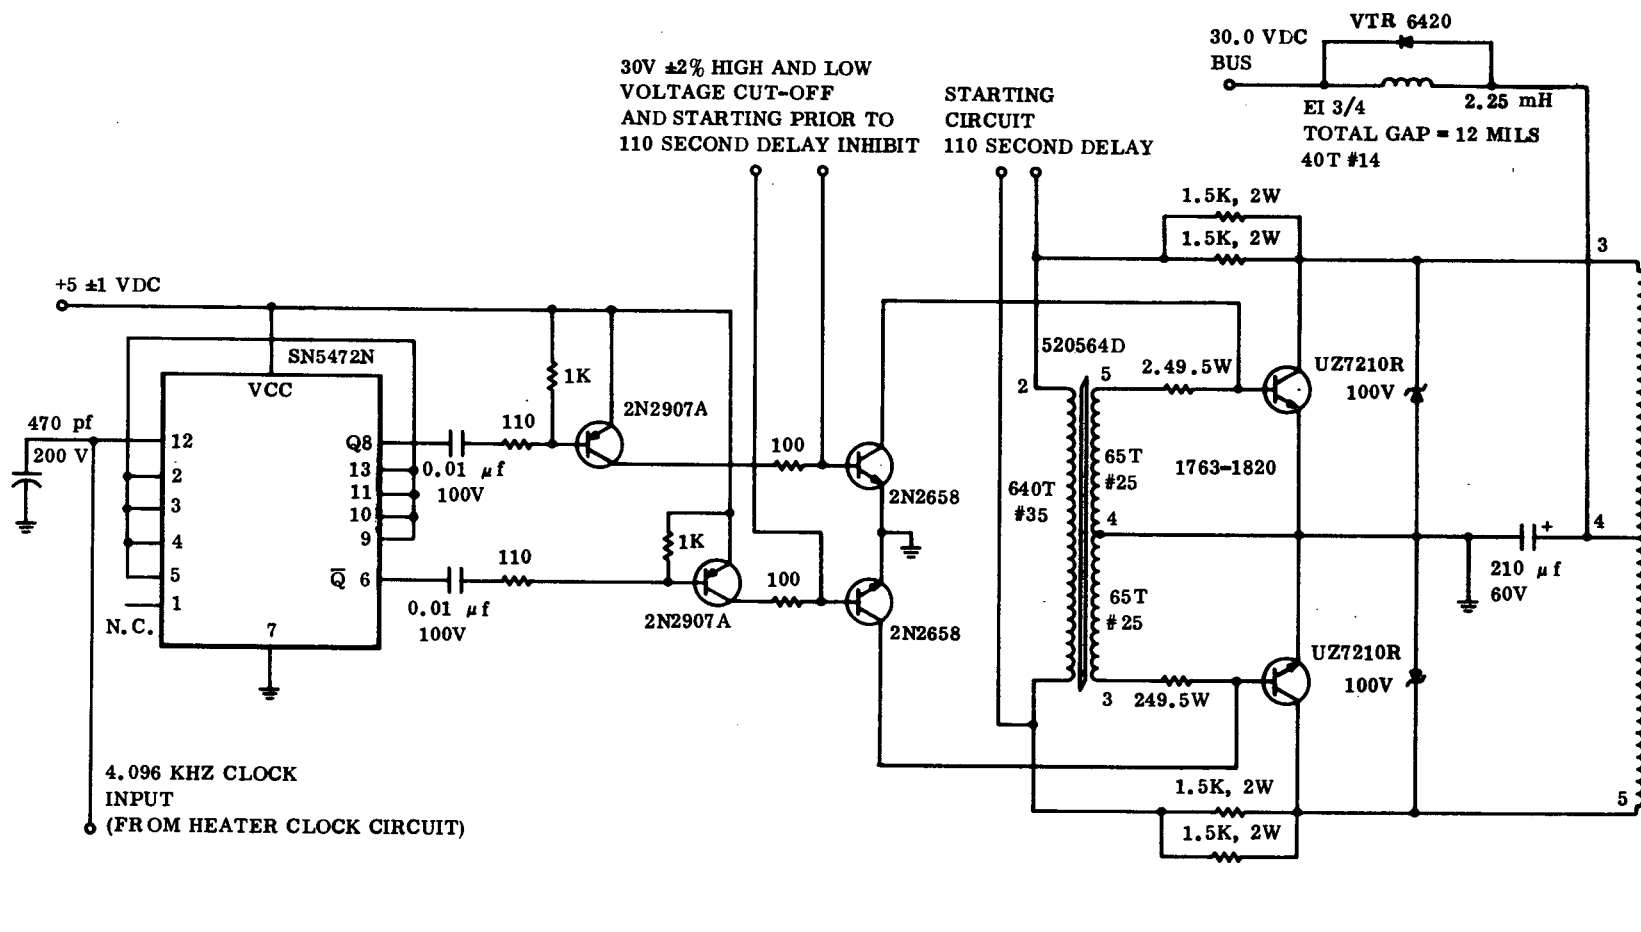 VTR 6420
30.0 VDC
BUS
2.25 mH
EI 3/4
TOTAL GAP = 12 MILS
40T #14
30V ±2% HIGH AND LOW
VOLTAGE CUT-OFF
AND STARTING PRIOR TO
110 SECOND DELAY INHIBIT
STARTING
CIRCUIT
110 SECOND DELAY
1.5K, 2W
1.5K, 2W
3
+5 ±1 VDC
SN5472N
VCC
1K
2N2907A
110
470 pf
200 V
12
2
3
4
5
1
N.C.
Q8
13
11
10
9
Q̅ 6
7
0.01 µf
100V
100
2N2658
1K
110
0.01 µf
100V
2N2907A
100
2N2658
520564D
2
5
2.49.5W
UZ7210R
100V
65T
#25
1763-1820
640T
#35
4
+
4
210 µf
60V
65T
#25
UZ7210R
100V
3
249.5W
1.5K, 2W
1.5K, 2W
5
4.096 KHZ CLOCK
INPUT
(FROM HEATER CLOCK CIRCUIT)